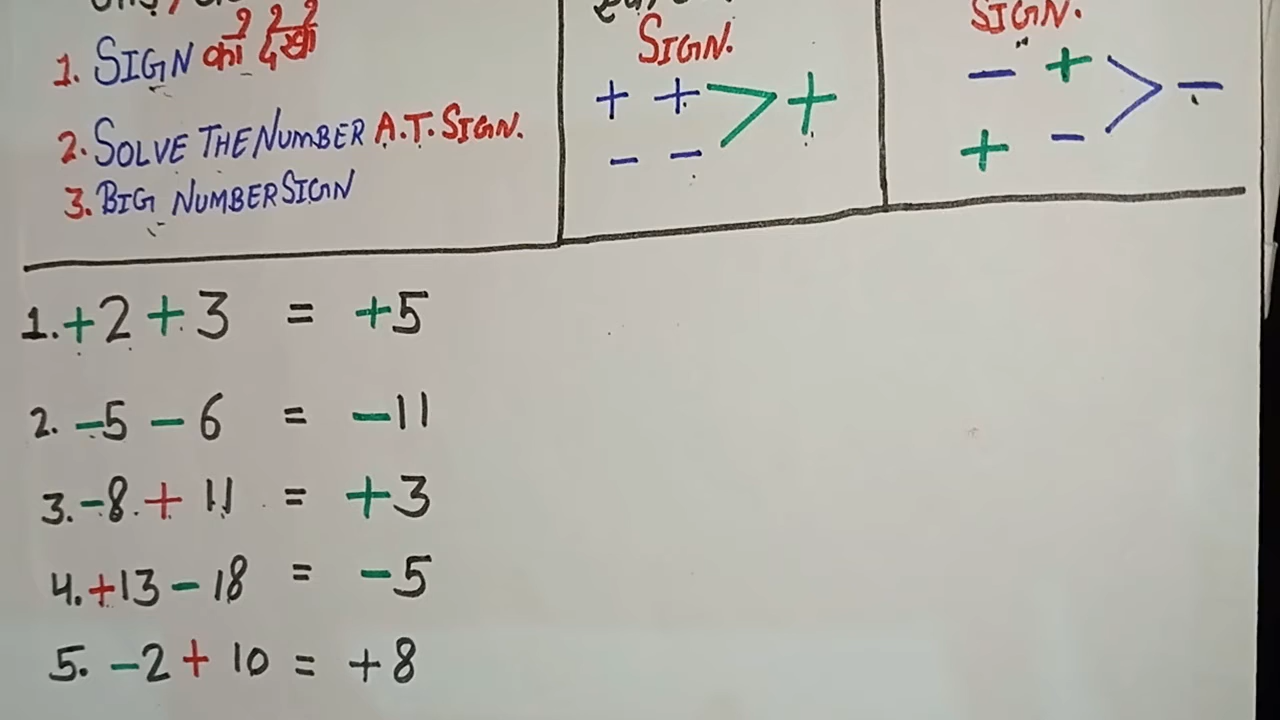 1. SIGN को देखो
2. SOLVE THE NUMBER A.T. SIGN.
3. BIG NUMBER SIGN
SIGN.
+ + > +
- -
SIGN.
- + > -
+ -
1. +2 + 3 = +5
2. -5 - 6 = -11
3. -8 + 11 = +3
4. +13 - 18 = -5
5. -2 + 10 = +8